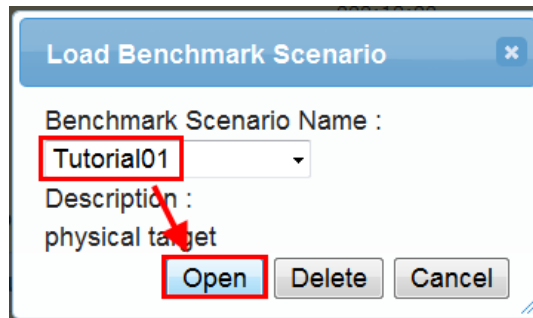 Load Benchmark Scenario
Benchmark Scenario Name :
Tutorial01
Description :
physical target
Open Delete Cancel